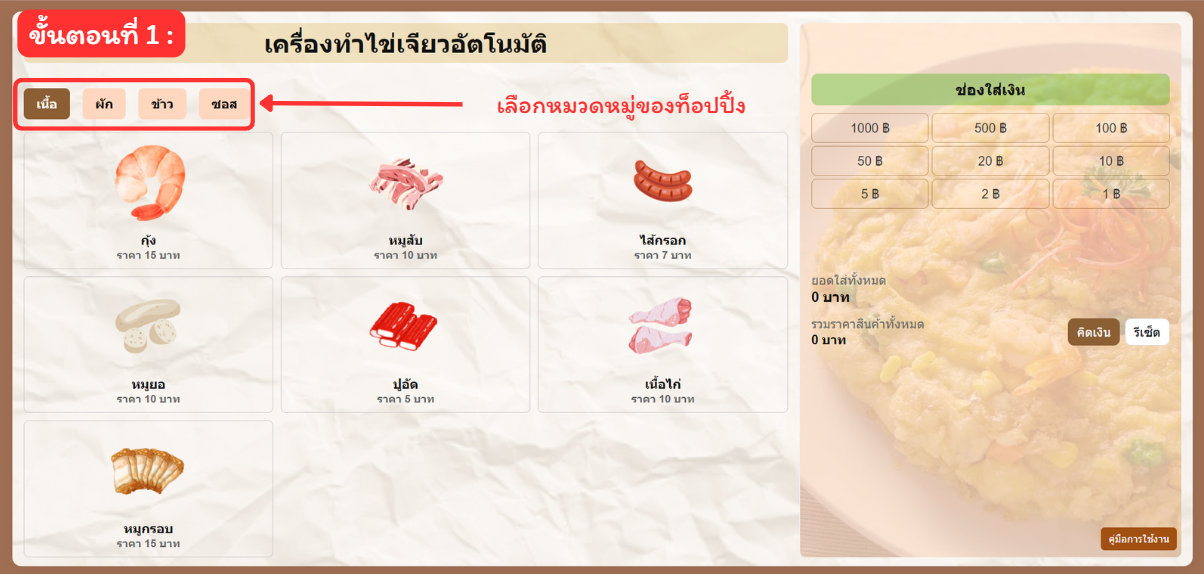 ขั้นตอนที่ 1 :
เครื่องทำไข่เจียวอัตโนมัติ
เนื้อ
ผัก
ข้าว
ซอส
เลือกหมวดหมู่ของท็อปปิ้ง
กุ้ง
ราคา 15 บาท
หมูสับ
ราคา 10 บาท
ไส้กรอก
ราคา 7 บาท
หมูยอ
ราคา 10 บาท
ปูอัด
ราคา 5 บาท
เนื้อไก่
ราคา 10 บาท
หมูกรอบ
ราคา 15 บาท
ช่องใส่เงิน
1000 ฿
500 ฿
100 ฿
50 ฿
20 ฿
10 ฿
5 ฿
2 ฿
1 ฿
ยอดใส่ทั้งหมด
0 บาท
รวมราคาสินค้าทั้งหมด
0 บาท
คิดเงิน
รีเซ็ต
คู่มือการใช้งาน